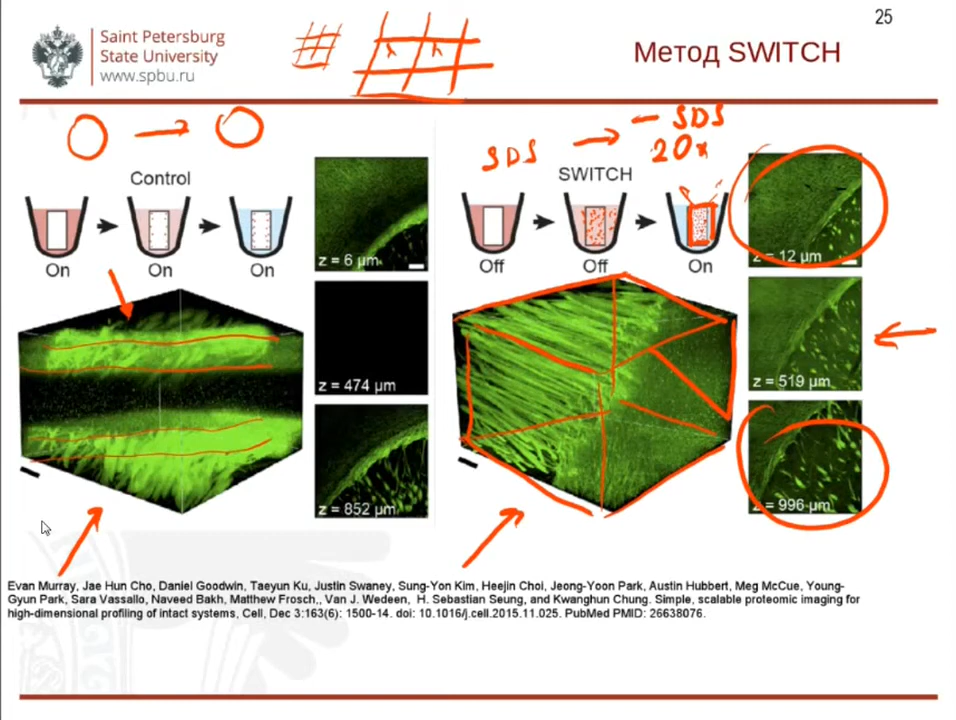 25
Saint Petersburg
State University
www.spbu.ru
Метод SWITCH
SDS → – SDS
20x
Control
SWITCH
On
On
On
Off
Off
On
z = 6 µm
z = 474 µm
z = 852 µm
z = 12 µm
z = 519 µm
z = 996 µm
Evan Murray, Jae Hun Cho, Daniel Goodwin, Taeyun Ku, Justin Swaney, Sung-Yon Kim, Heejin Choi, Jeong-Yoon Park, Austin Hubbert, Meg McCue, Young-
Gyun Park, Sara Vassallo, Naveed Bakh, Matthew Frosch,, Van J. Wedeen, H. Sebastian Seung, and Kwanghun Chung. Simple, scalable proteomic imaging for
high-dimensional profiling of intact systems, Cell, Dec 3:163(6): 1500-14. doi: 10.1016/j.cell.2015.11.025. PubMed PMID: 26638076.